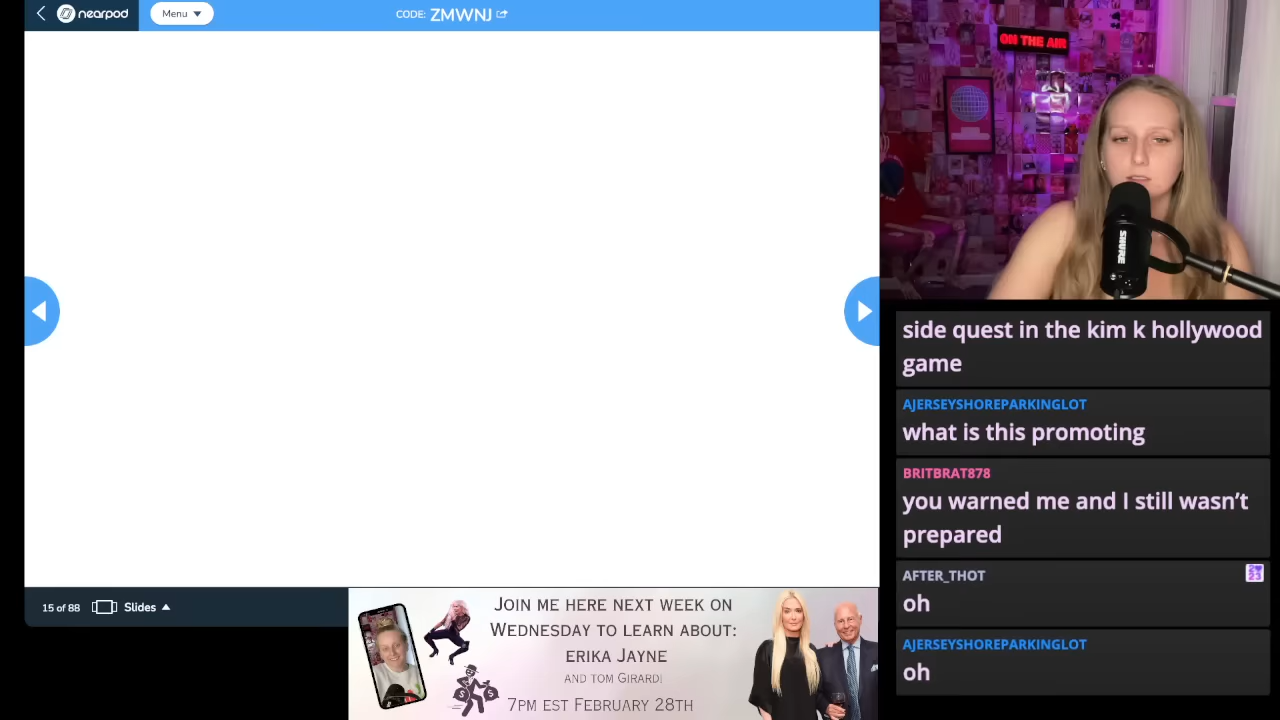 nearpod
Menu
CODE: ZMWNJ
ON THE AIR
SHURE
side quest in the kim k hollywood
game
AJERSEYSHOREPARKINGLOT
what is this promoting
BRITBRAT878
you warned me and I still wasn't
prepared
AFTER_THOT
oh
AJERSEYSHOREPARKINGLOT
oh
15 of 88
Slides
JOIN ME HERE NEXT WEEK ON
WEDNESDAY TO LEARN ABOUT:
ERIKA JAYNE
AND TOM GIRARDI
7PM EST FEBRUARY 28TH